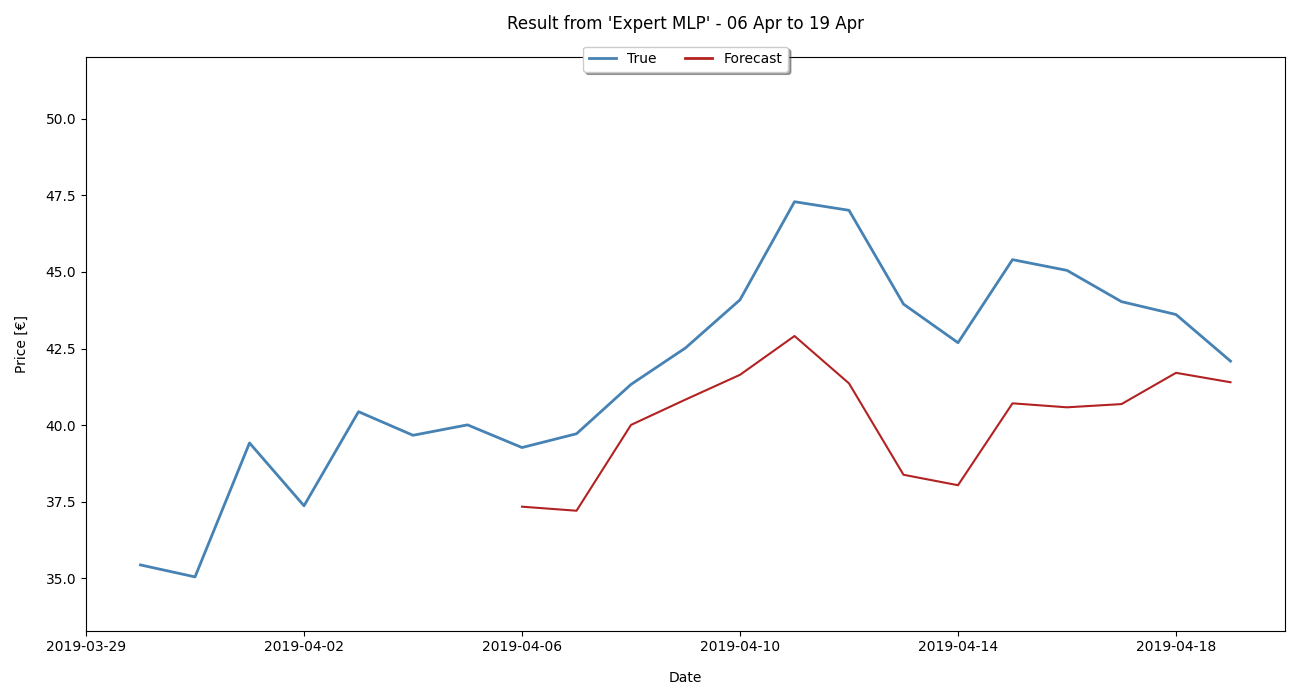 Result from 'Expert MLP' - 06 Apr to 19 Apr
True Forecast
50.0
47.5
45.0
42.5
40.0
37.5
35.0
Price [€]
2019-03-29 2019-04-02 2019-04-06 2019-04-10 2019-04-14 2019-04-18
Date